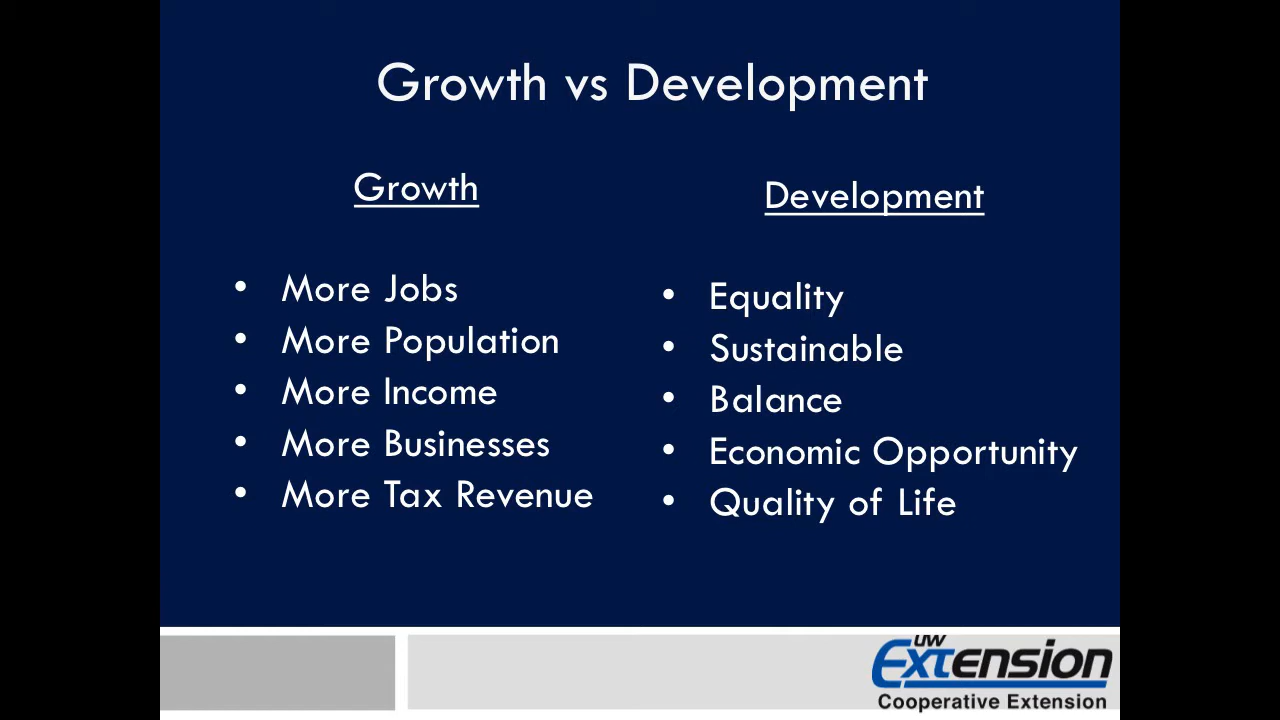 Growth vs Development
Growth
• More Jobs
• More Population
• More Income
• More Businesses
• More Tax Revenue
Development
• Equality
• Sustainable
• Balance
• Economic Opportunity
• Quality of Life
UW
Extension
Cooperative Extension